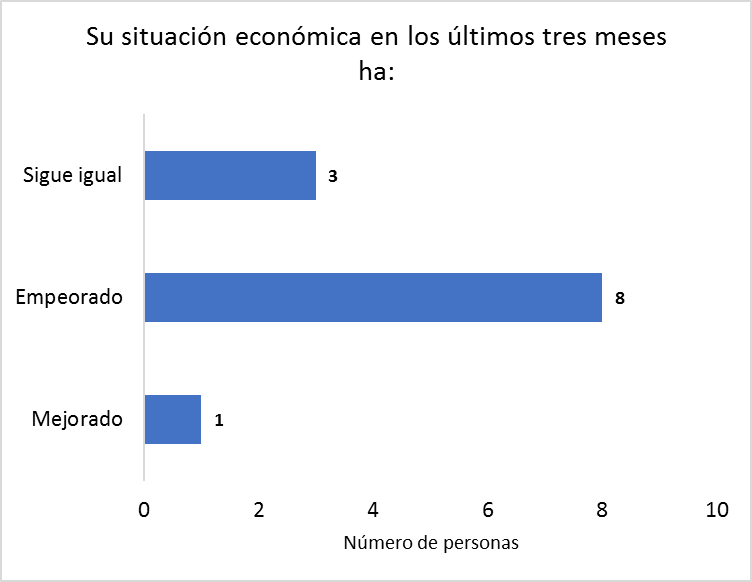 Su situación económica en los últimos tres meses
ha:
Sigue igual
3
Empeorado
8
Mejorado
1
0 2 4 6 8 10
Número de personas